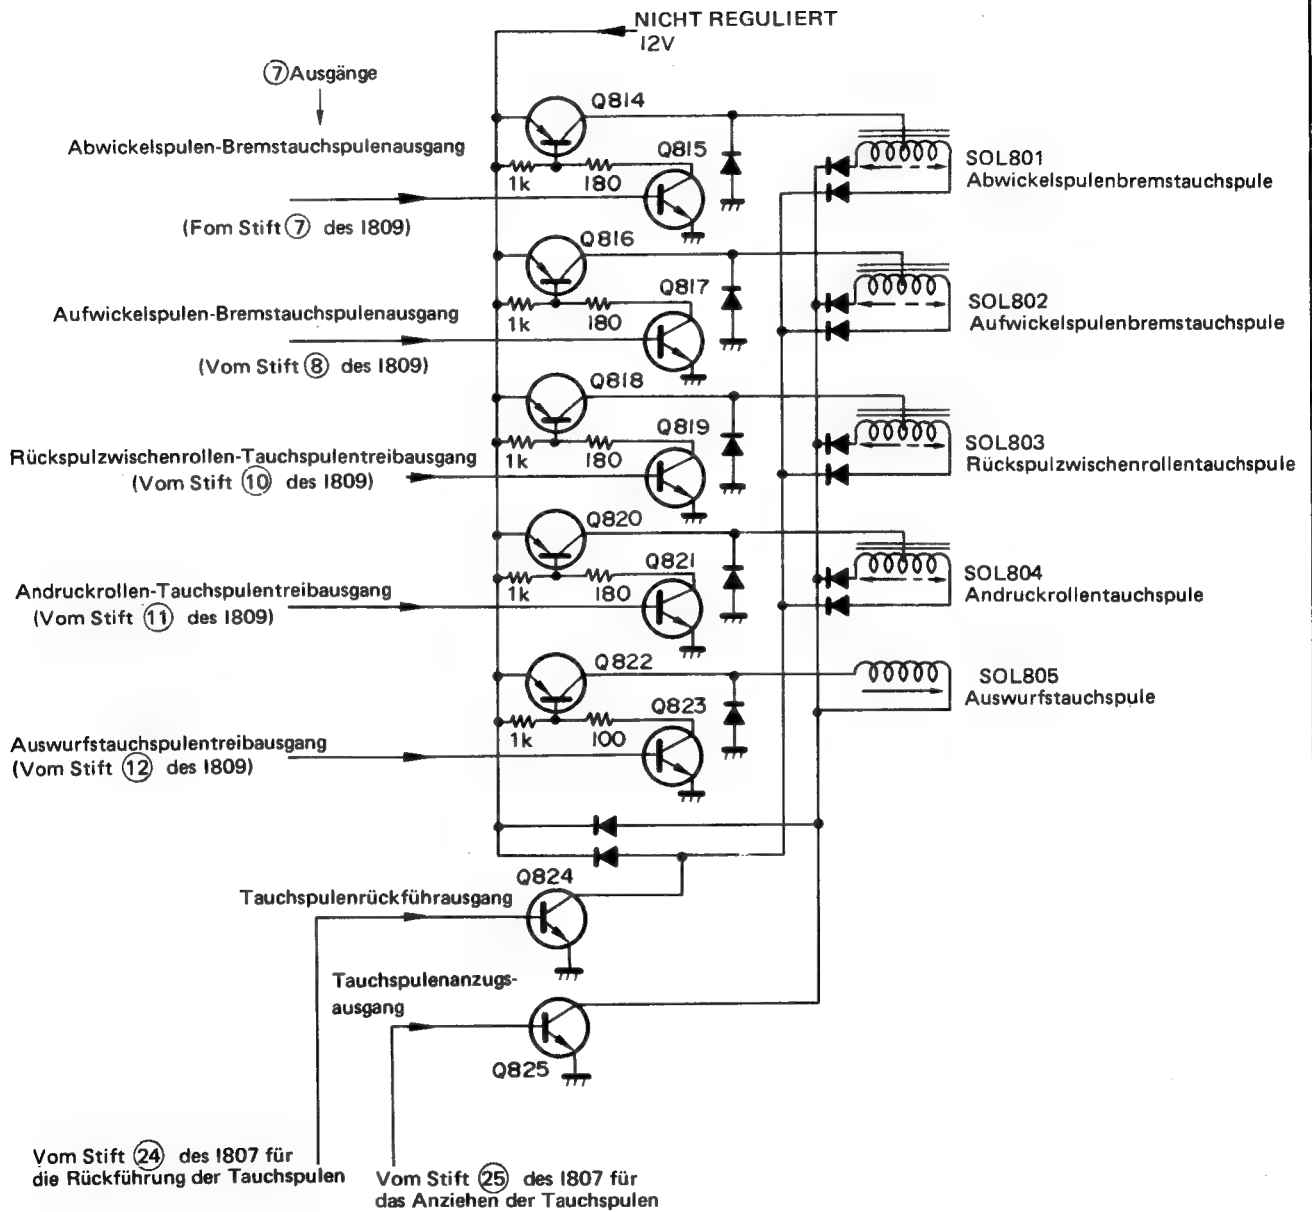 NICHT REGULIERT
12V
⑦Ausgänge
Q814
Abwickelspulen-Bremstauchspulenausgang
Q815
1k
180
SOL801
Abwickelspulenbremstauchspule
(Fom Stift ⑦ des I809)
Q816
Q817
1k
180
SOL802
Aufwickelspulenbremstauchspule
Aufwickelspulen-Bremstauchspulenausgang
(Vom Stift ⑧ des I809)
Q818
Q819
1k
180
SOL803
Rückspulzwischenrollentauchspule
Rückspulzwischenrollen-Tauchspulentreibausgang
(Vom Stift ⑩ des I809)
Q820
Q821
1k
180
SOL804
Andruckrollentauchspule
Andruckrollen-Tauchspulentreibausgang
(Vom Stift ⑪ des I809)
Q822
Q823
1k
100
SOL805
Auswurfstauchspule
Auswurfstauchspulentreibausgang
(Vom Stift ⑫ des I809)
Q824
Tauchspulenrückführausgang
Tauchspulenanzugs-
ausgang
Q825
Vom Stift ㉔ des I807 für
die Rückführung der Tauchspulen
Vom Stift ㉕ des I807 für
das Anziehen der Tauchspulen